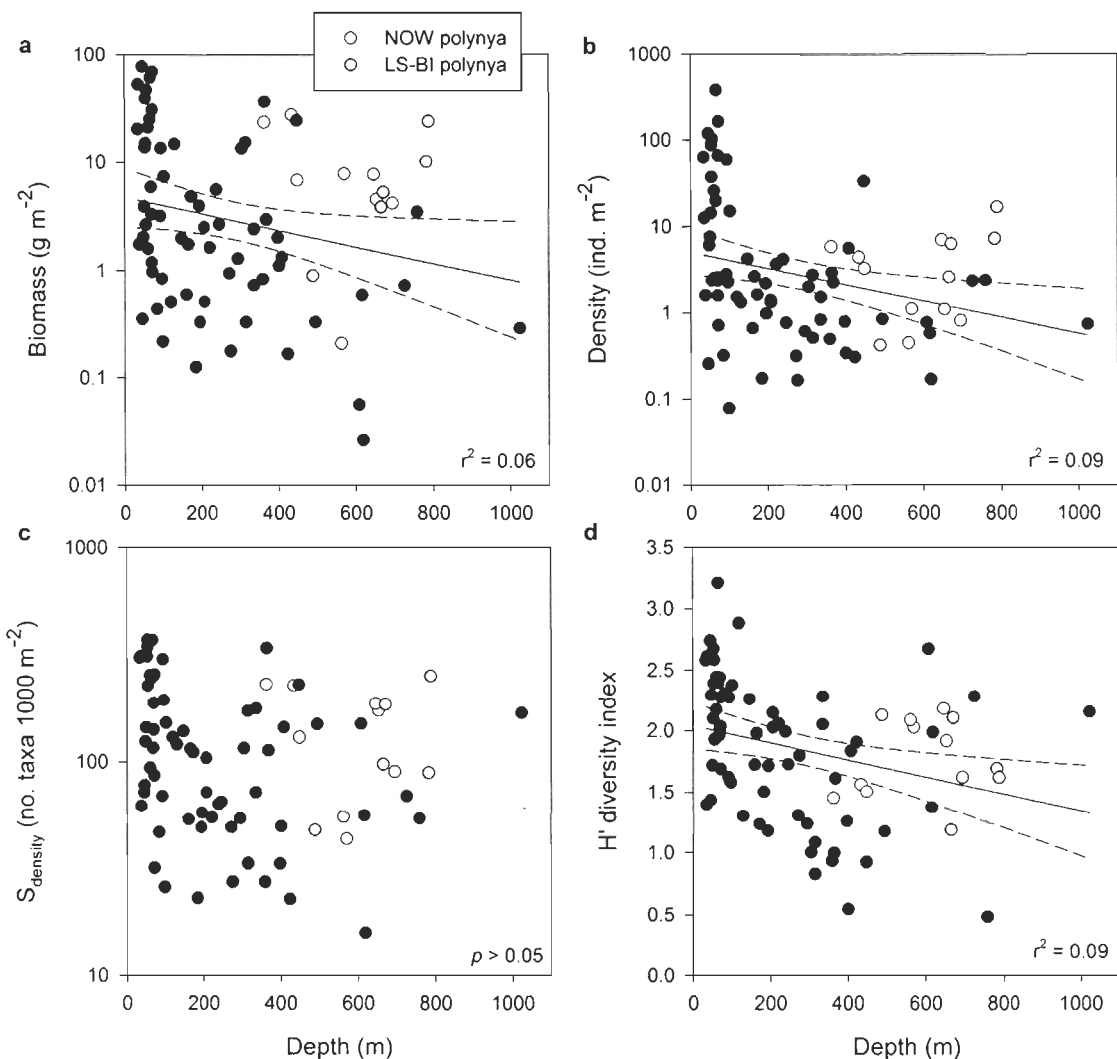 a
NOW polynya
LS-BI polynya
Biomass (g m⁻²)
100
10
1
0.1
0.01
r² = 0.06
0 200 400 600 800 1000
b
Density (ind. m⁻²)
1000
100
10
1
0.1
0.01
r² = 0.09
0 200 400 600 800 1000
c
S_density (no. taxa 1000 m⁻²)
1000
100
10
p > 0.05
0 200 400 600 800 1000
Depth (m)
d
H' diversity index
3.5
3.0
2.5
2.0
1.5
1.0
0.5
0.0
r² = 0.09
0 200 400 600 800 1000
Depth (m)